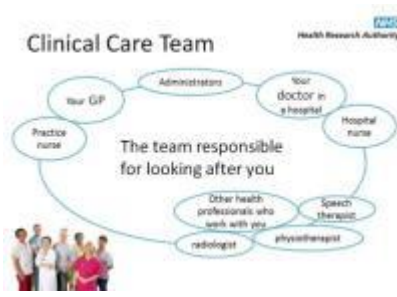 NHS
Health Research Authority
Clinical Care Team
Administrators
Your GP
Your
doctor in
a hospital
Practice
nurse
Hospital
nurse
The team responsible
for looking after you
Other health
professionals who
work with you
Speech
therapist
radiologist
physiotherapist